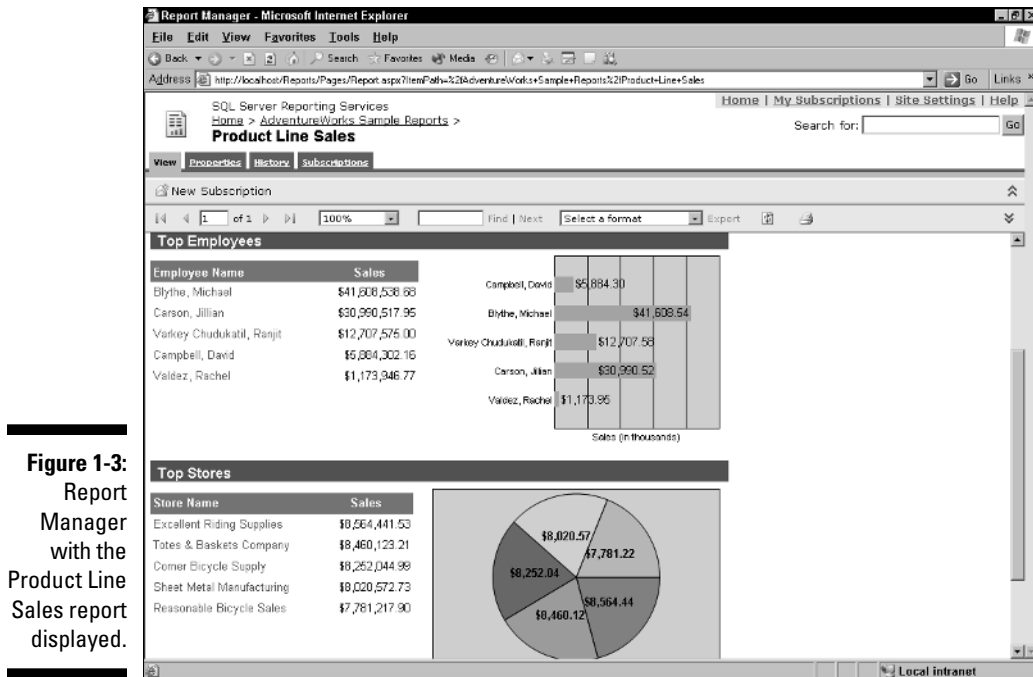 Report Manager - Microsoft Internet Explorer
File Edit View Favorites Tools Help
Back Search Favorites Media
Address http://localhost/Reports/Pages/Report.aspx?ItemPath=%2fAdventureWorks+Sample+Reports%2fProduct+Line+Sales Go Links
SQL Server Reporting Services
Home | My Subscriptions | Site Settings | Help
Home > AdventureWorks Sample Reports >
Product Line Sales
Search for: Go
View Properties History Subscriptions
New Subscription
1 of 1 100% Find | Next Select a format Export
Top Employees
Employee Name Sales
Blythe, Michael $41,608,538.68
Carson, Jillian $30,990,517.95
Varkey Chudukatil, Ranjit $12,707,575.00
Campbell, David $5,884,302.16
Valdez, Rachel $1,173,946.77
Campbell, David $5,884.30
Blythe, Michael $41,608.54
Varkey Chudukatil, Ranjit $12,707.58
Carson, Jillian $30,990.52
Valdez, Rachel $1,173.95
Sales (in thousands)
Top Stores
Store Name Sales
Excellent Riding Supplies $8,564,441.53
Totes & Baskets Company $8,460,123.21
Corner Bicycle Supply $8,252,044.99
Sheet Metal Manufacturing $8,020,572.73
Reasonable Bicycle Sales $7,781,217.90
$8,020.57
$7,781.22
$8,252.04
$8,564.44
$8,460.12
Local intranet
Figure 1-3:
Report
Manager
with the
Product Line
Sales report
displayed.